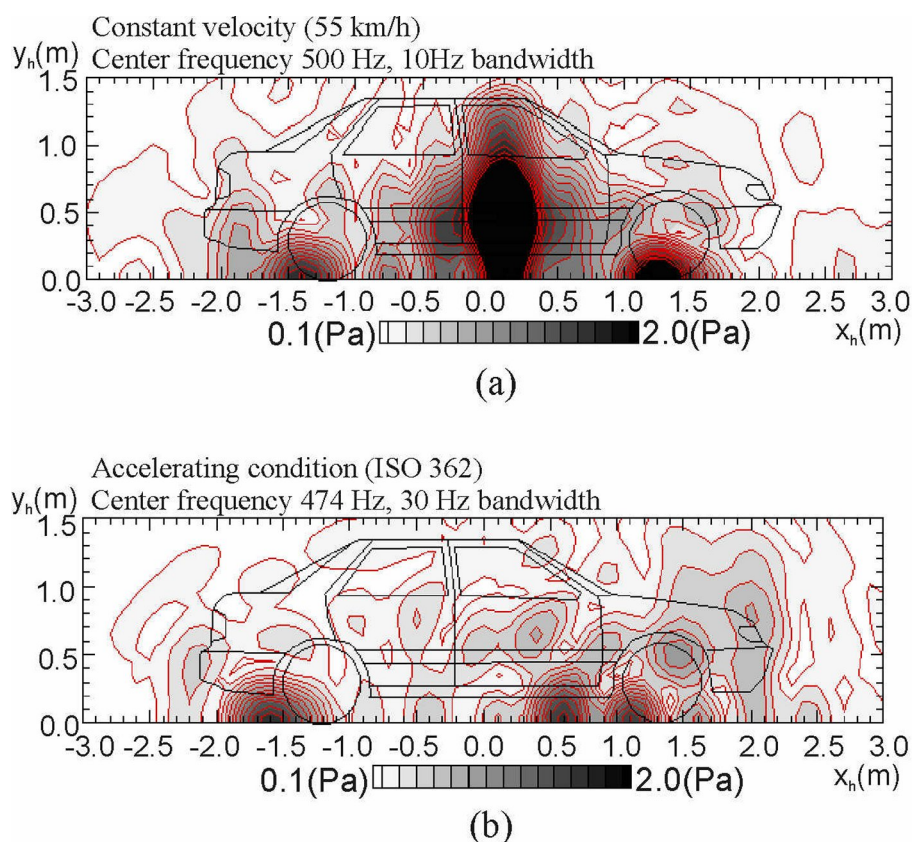 Constant velocity (55 km/h)
Center frequency 500 Hz, 10Hz bandwidth
yh(m)
1.5
1.0
0.5
0.0
-3.0 -2.5 -2.0 -1.5 -1.0 -0.5 0.0 0.5 1.0 1.5 2.0 2.5 3.0
0.1(Pa) 2.0(Pa) xh(m)
(a)
Accelerating condition (ISO 362)
Center frequency 474 Hz, 30 Hz bandwidth
yh(m)
1.5
1.0
0.5
0.0
-3.0 -2.5 -2.0 -1.5 -1.0 -0.5 0.0 0.5 1.0 1.5 2.0 2.5 3.0
0.1(Pa) 2.0(Pa) xh(m)
(b)